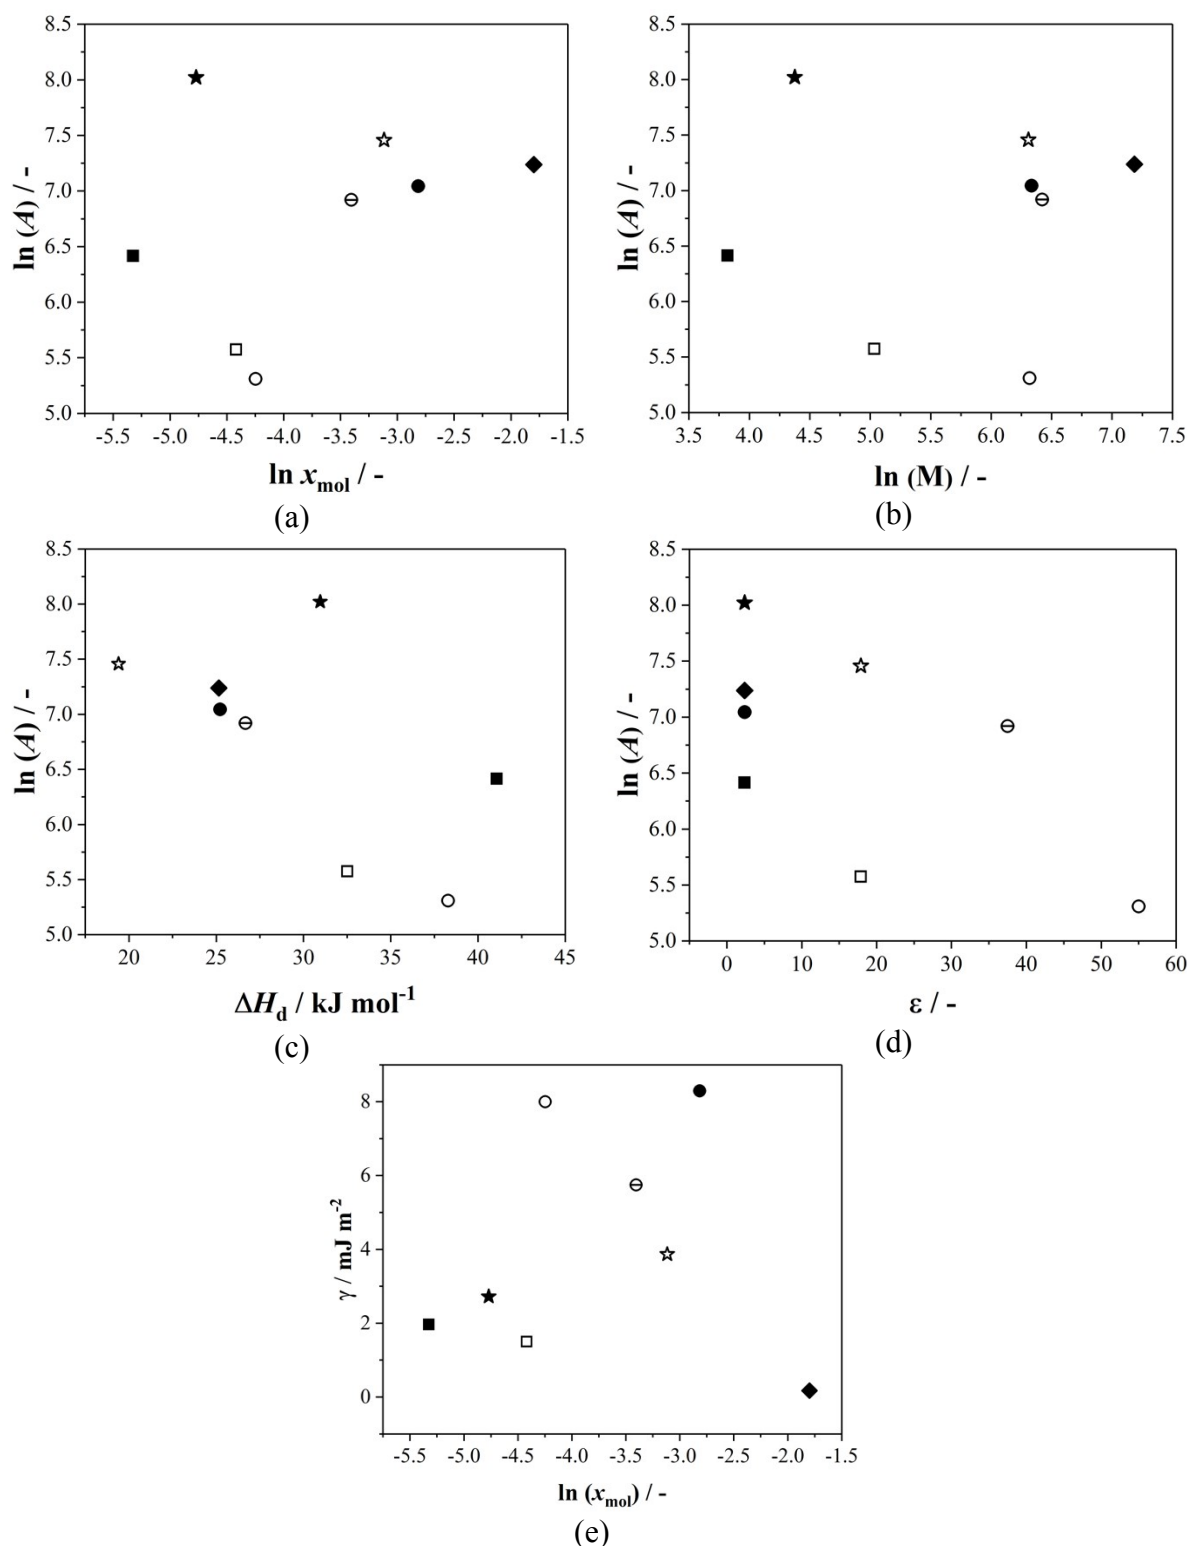 8.5
8.0
7.5
7.0
6.5
6.0
5.5
5.0
ln (A) / -
-5.5 -5.0 -4.5 -4.0 -3.5 -3.0 -2.5 -2.0 -1.5
ln xmol / -
(a)
8.5
8.0
7.5
7.0
6.5
6.0
5.5
5.0
ln (A) / -
3.5 4.0 4.5 5.0 5.5 6.0 6.5 7.0 7.5
ln (M) / -
(b)
8.5
8.0
7.5
7.0
6.5
6.0
5.5
5.0
ln (A) / -
20 25 30 35 40 45
ΔHd / kJ mol-1
(c)
8.5
8.0
7.5
7.0
6.5
6.0
5.5
5.0
ln (A) / -
0 10 20 30 40 50 60
ε / -
(d)
8
6
4
2
0
γ / mJ m-2
-5.5 -5.0 -4.5 -4.0 -3.5 -3.0 -2.5 -2.0 -1.5
ln (xmol) / -
(e)